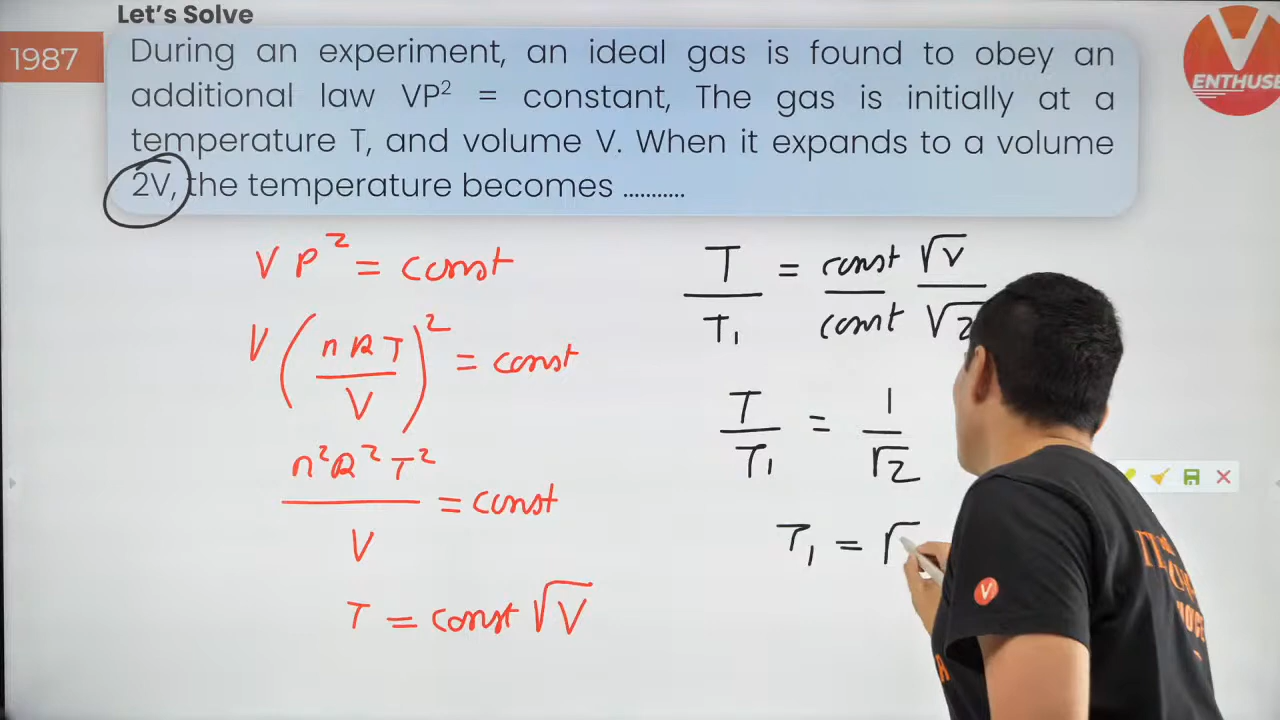 Let's Solve
1987
During an experiment, an ideal gas is found to obey an
additional law VP² = constant, The gas is initially at a
temperature T, and volume V. When it expands to a volume
2V, the temperature becomes ...........
V
ENTHUSE
V P² = const
V (nRT/V)² = const
n²R²T²/V = const
T = const √V
T/T₁ = const/const √V/√2
T/T₁ = 1/√2
T₁ = √
V